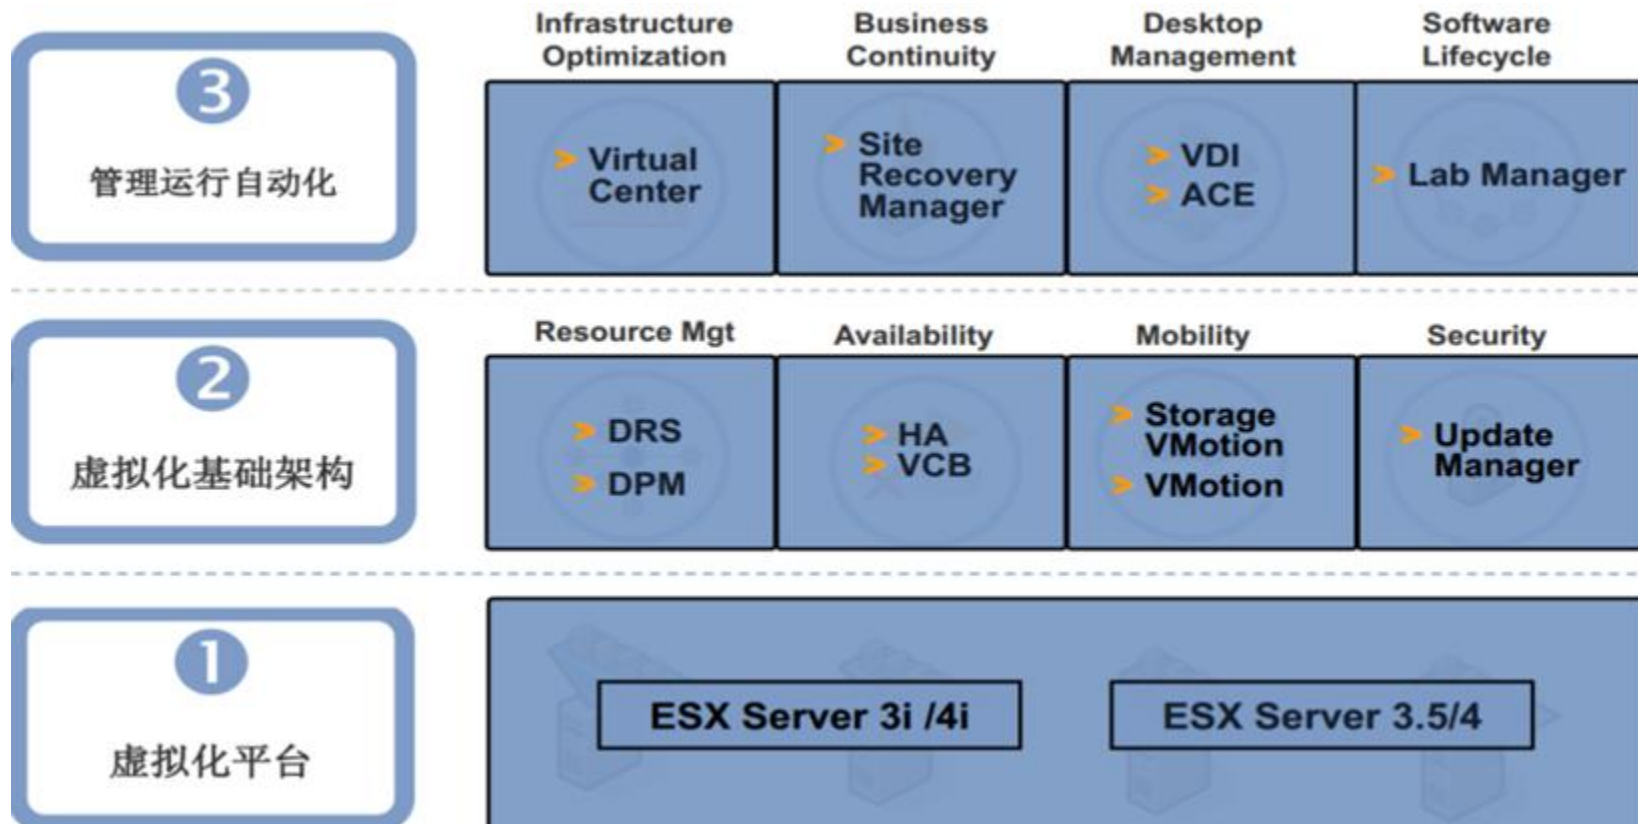 Infrastructure
Optimization
Business
Continuity
Desktop
Management
Software
Lifecycle
3
管理运行自动化
> Virtual
Center
> Site
Recovery
Manager
> VDI
> ACE
> Lab Manager
Resource Mgt
Availability
Mobility
Security
2
虚拟化基础架构
> DRS
> DPM
> HA
> VCB
> Storage
VMotion
> VMotion
> Update
Manager
1
虚拟化平台
ESX Server 3i /4i
ESX Server 3.5/4